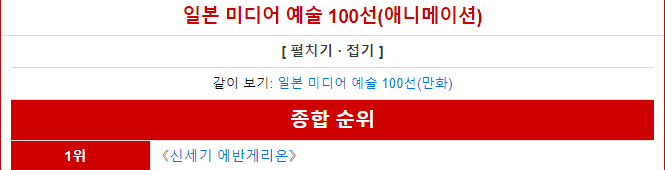 일본 미디어 예술 100선(애니메이션)
[ 펼치기 · 접기 ]
같이 보기: 일본 미디어 예술 100선(만화)
종합 순위
1위 《신세기 에반게리온》